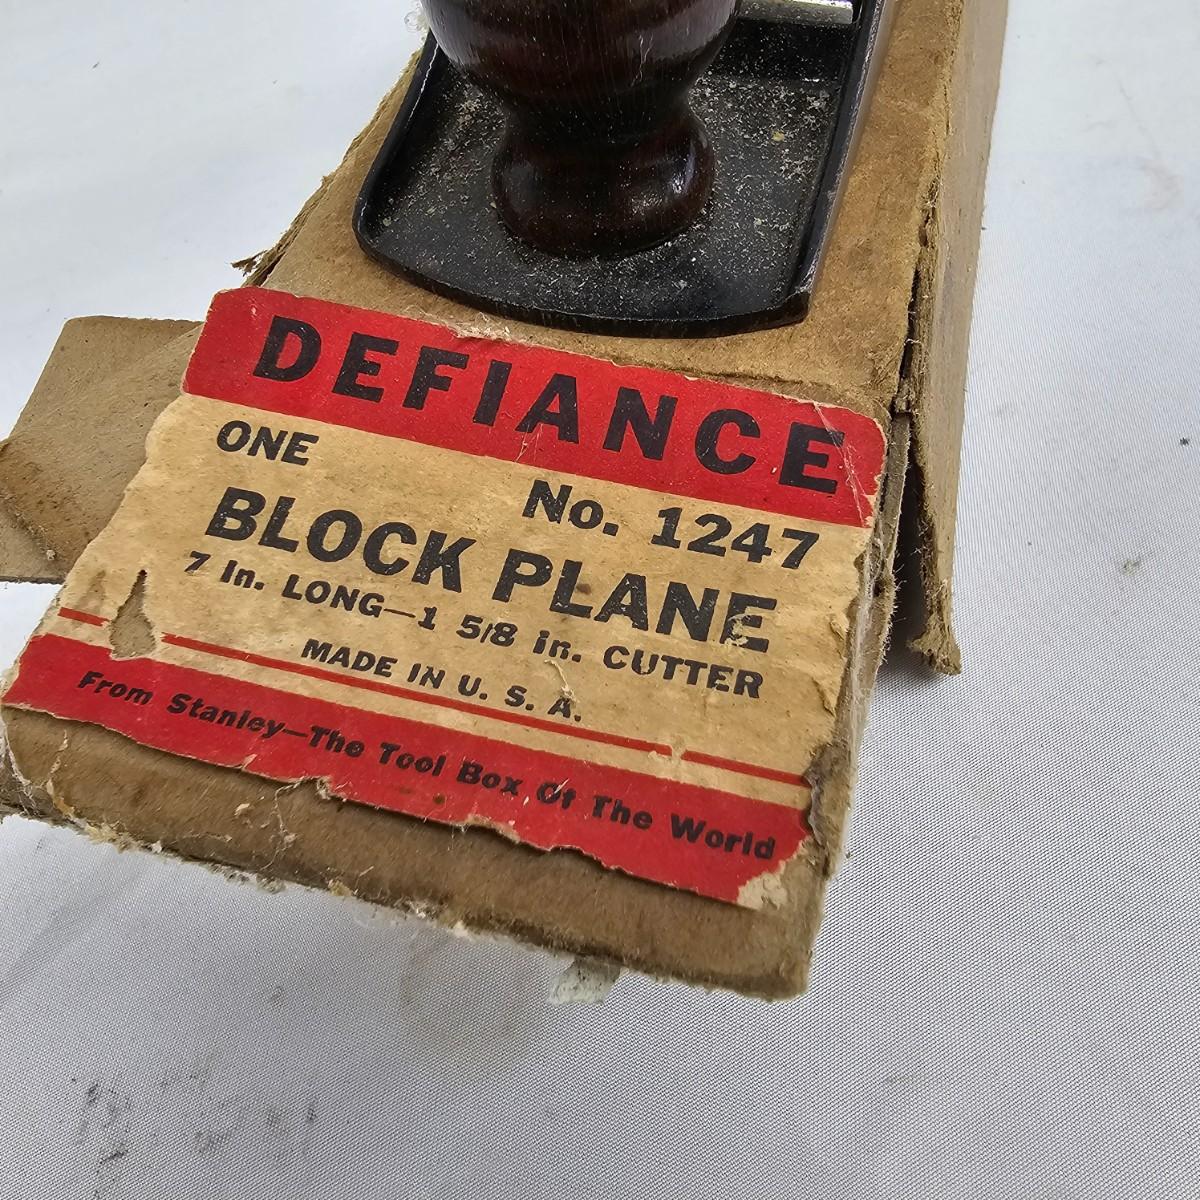 DEFIANCE
ONE
No. 1247
BLOCK PLANE
7 in. LONG—1 5/8 in. CUTTER
MADE IN U. S. A.
From Stanley—The Tool Box Of The World